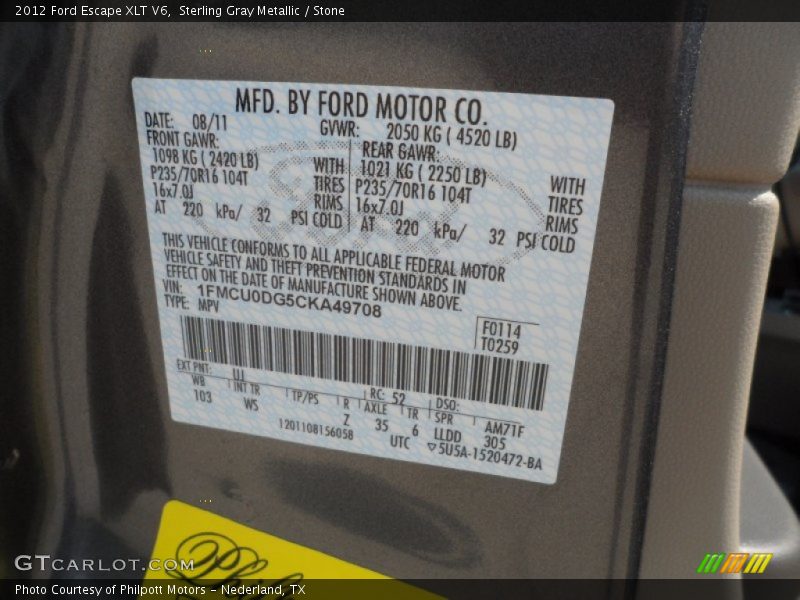 2012 Ford Escape XLT V6,  Sterling Gray Metallic / Stone
MFD. BY FORD MOTOR CO.
DATE: 08/11 GVWR: 2050 KG ( 4520 LB)
FRONT GAWR: REAR GAWR:
1098 KG ( 2420 LB) WITH 1021 KG ( 2250 LB) WITH
P235/70R16 104T TIRES P235/70R16 104T TIRES
16x7.0J RIMS 16x7.0J RIMS
AT 220 kPa/ 32 PSI COLD AT 220 kPa/ 32 PSI COLD
THIS VEHICLE CONFORMS TO ALL APPLICABLE FEDERAL MOTOR
VEHICLE SAFETY AND THEFT PREVENTION STANDARDS IN
EFFECT ON THE DATE OF MANUFACTURE SHOWN ABOVE.
VIN: 1FMCU0DG5CKA49708
TYPE: MPV
F0114
T0259
EXT PNT: UJ RC: 52 DSO:
WB INT TR TP/PS R AXLE TR SPR AM71F
103 WS Z 35 6 LLDD 305
1201108156058 UTC ▽5U5A-1520472-BA
Ford
GTCARLOT.COM
Photo Courtesy of Philpott Motors – Nederland, TX